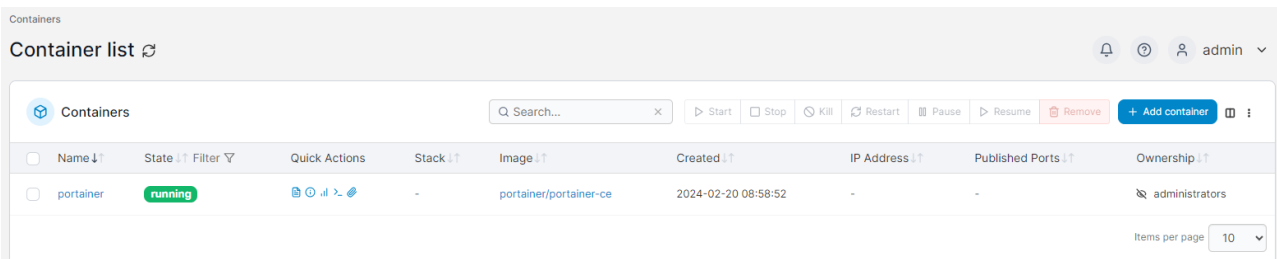 Containers
Container list
admin
Containers
Search...
Start Stop Kill Restart Pause Resume Remove
+ Add container
Name State Filter Quick Actions Stack Image Created IP Address Published Ports Ownership
portainer running - portainer/portainer-ce 2024-02-20 08:58:52 - - administrators
Items per page 10